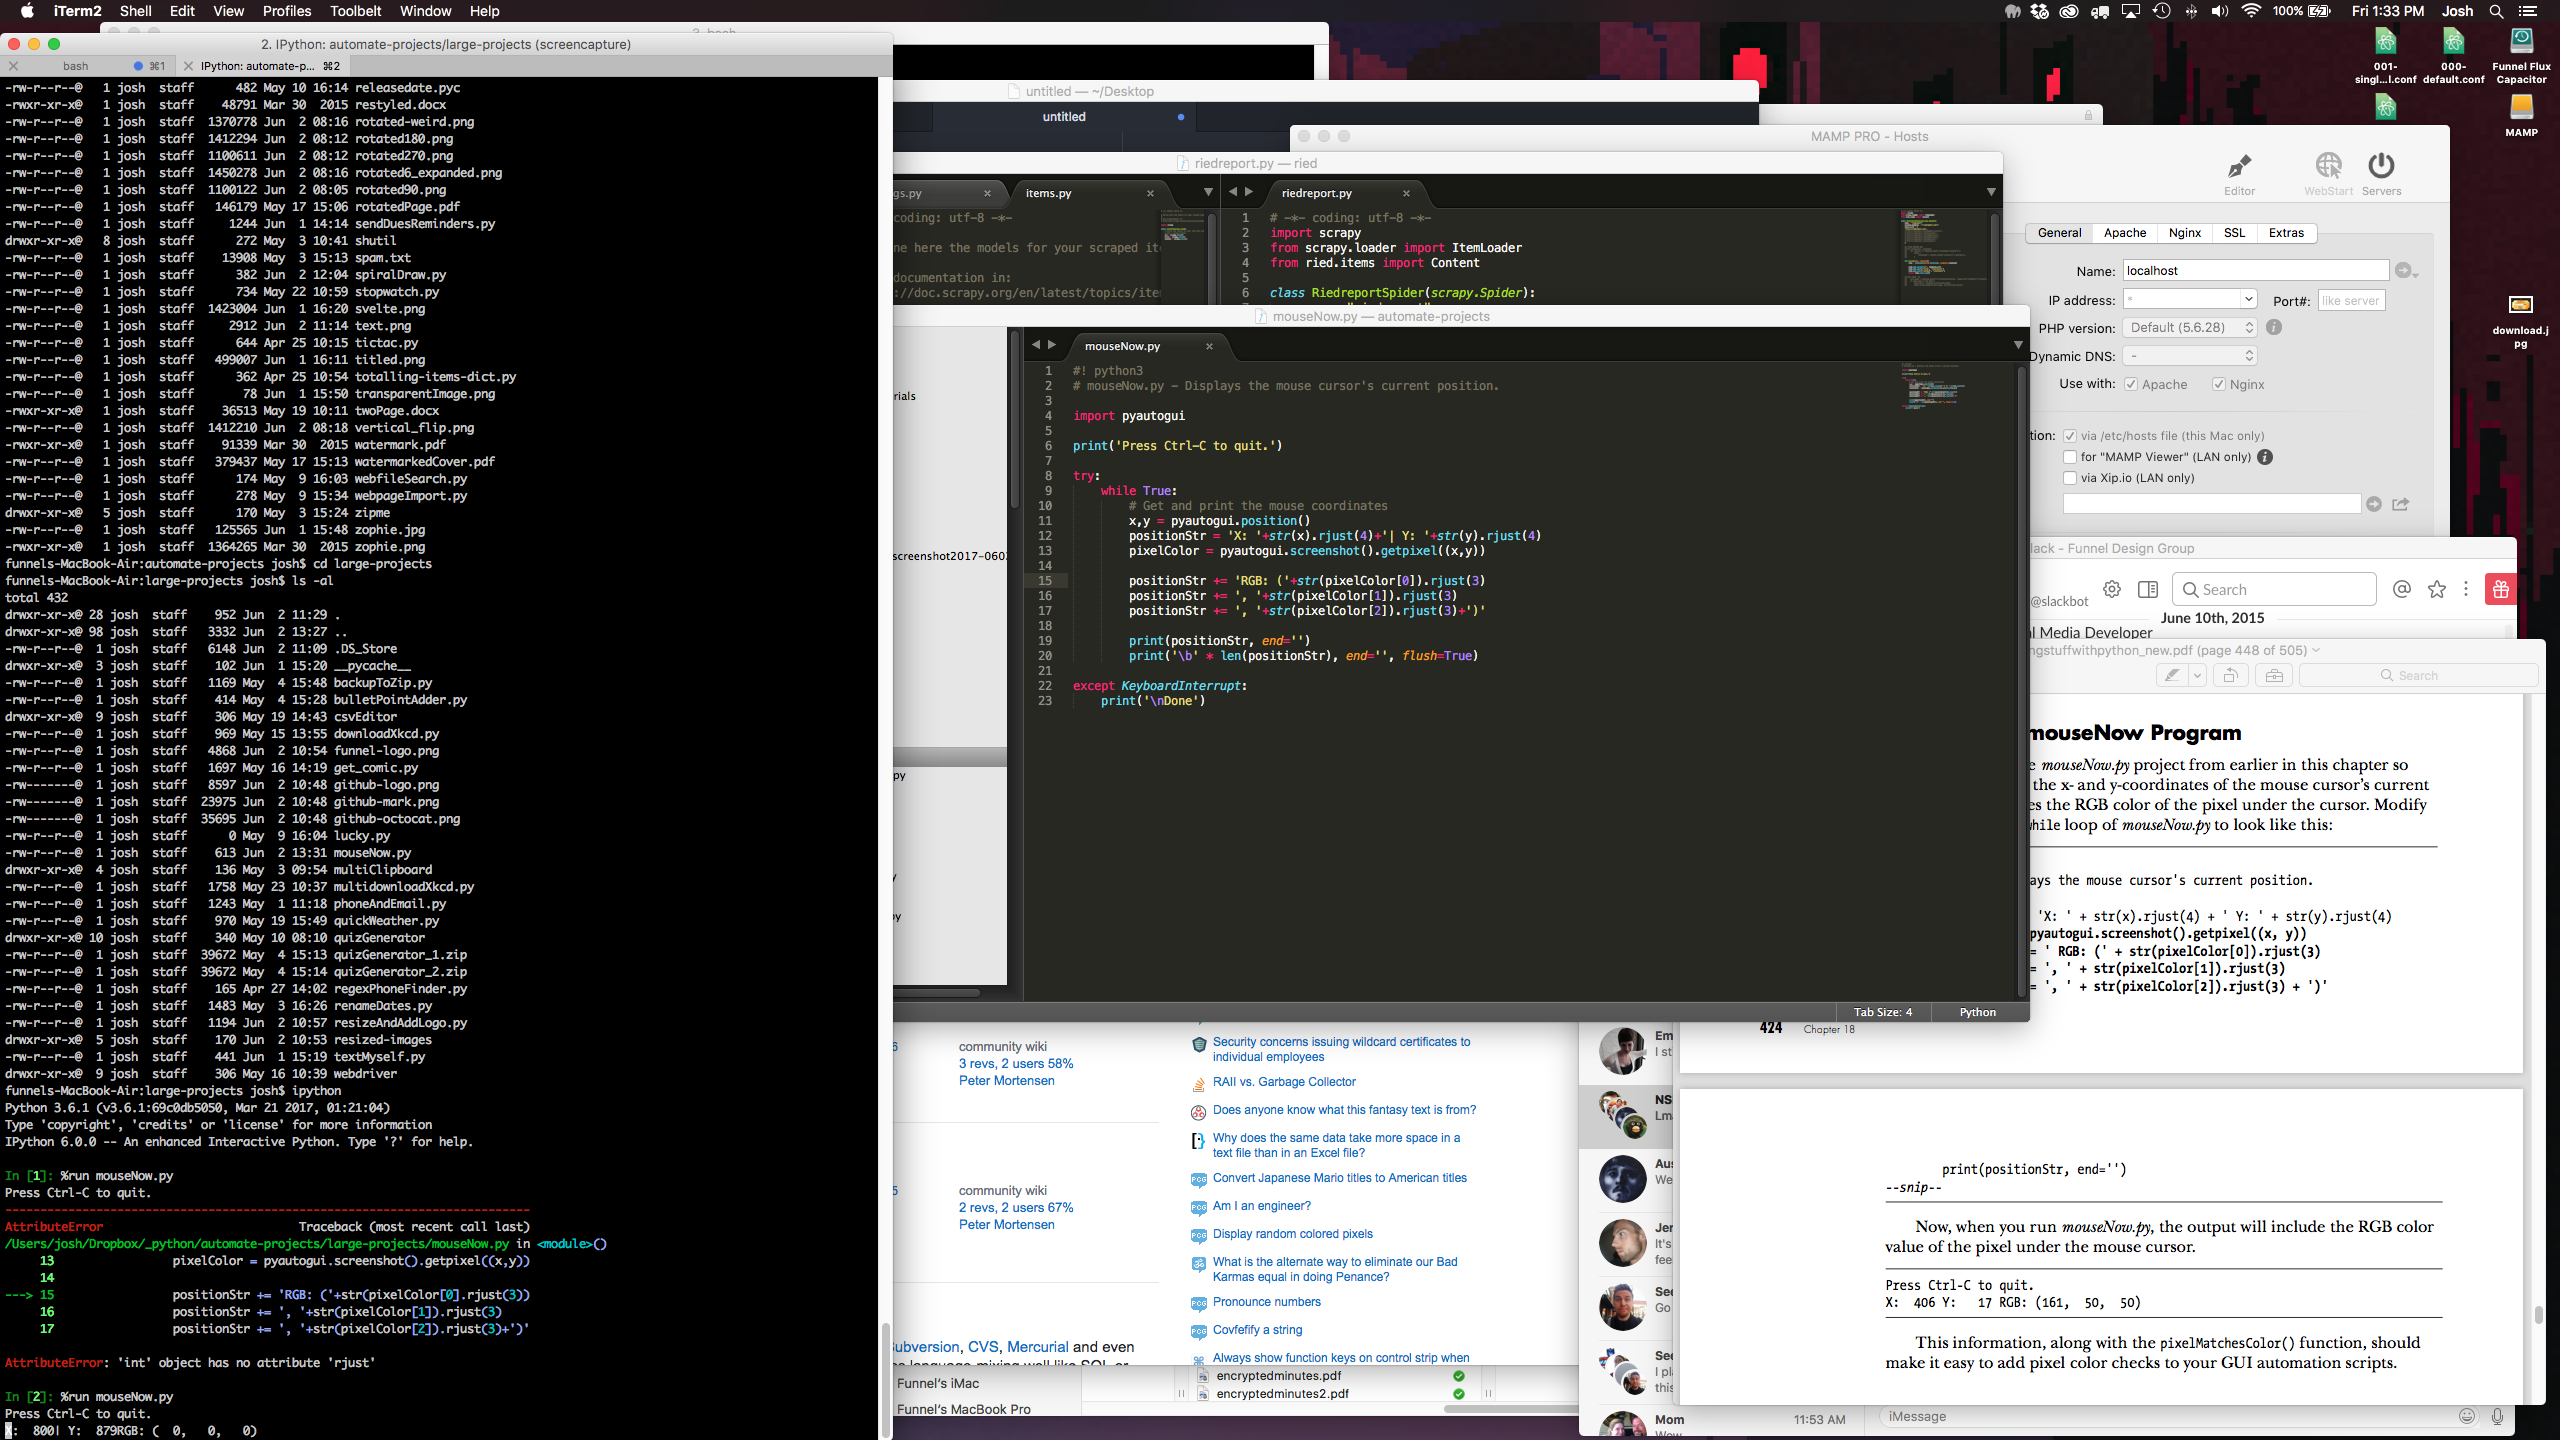 iTerm2 Shell Edit View Profiles Toolbelt Window Help
100% Fri 1:33 PM Josh
2. IPython: automate-projects/large-projects (screencapture)
bash ⌘1 IPython: automate-p... ⌘2
-rw-r--r--@ 1 josh staff 482 May 10 16:14 releasedate.pyc
-rwxr-xr-x@ 1 josh staff 48791 Mar 30 2015 restyled.docx
-rw-r--r--@ 1 josh staff 1370778 Jun 2 08:16 rotated-weird.png
-rw-r--r--@ 1 josh staff 1412294 Jun 2 08:12 rotated180.png
-rw-r--r--@ 1 josh staff 1100611 Jun 2 08:12 rotated270.png
-rw-r--r--@ 1 josh staff 1450278 Jun 2 08:16 rotated6_expanded.png
-rw-r--r--@ 1 josh staff 1100122 Jun 2 08:05 rotated90.png
-rw-r--r--@ 1 josh staff 146179 May 17 15:06 rotatedPage.pdf
-rw-r--r--@ 1 josh staff 1244 Jun 1 14:14 sendDuesReminders.py
drwxr-xr-x@ 8 josh staff 272 May 3 10:41 shutil
-rw-r--r--@ 1 josh staff 13908 May 3 15:13 spam.txt
-rw-r--r--@ 1 josh staff 382 Jun 2 12:04 spiralDraw.py
-rw-r--r--@ 1 josh staff 734 May 22 10:59 stopwatch.py
-rw-r--r--@ 1 josh staff 1423004 Jun 1 16:20 svelte.png
-rw-r--r--@ 1 josh staff 2912 Jun 2 11:14 text.png
-rw-r--r--@ 1 josh staff 644 Apr 25 10:15 tictac.py
-rw-r--r--@ 1 josh staff 499007 Jun 1 16:11 titled.png
-rw-r--r--@ 1 josh staff 362 Apr 25 10:54 totalling-items-dict.py
-rw-r--r--@ 1 josh staff 78 Jun 1 15:50 transparentImage.png
-rwxr-xr-x@ 1 josh staff 36513 May 19 10:11 twoPage.docx
-rw-r--r--@ 1 josh staff 1412210 Jun 2 08:18 vertical_flip.png
-rwxr-xr-x@ 1 josh staff 91339 Mar 30 2015 watermark.pdf
-rw-r--r--@ 1 josh staff 379437 May 17 15:13 watermarkedCover.pdf
-rw-r--r--@ 1 josh staff 174 May 9 16:03 webfileSearch.py
-rw-r--r--@ 1 josh staff 278 May 9 15:34 webpageImport.py
drwxr-xr-x@ 5 josh staff 170 May 3 15:24 zipme
-rw-r--r--@ 1 josh staff 125565 Jun 1 15:48 zophie.jpg
-rwxr-xr-x@ 1 josh staff 1364265 Mar 30 2015 zophie.png
funnels-MacBook-Air:automate-projects josh$ cd large-projects
funnels-MacBook-Air:large-projects josh$ ls -al
total 432
drwxr-xr-x@ 28 josh staff 952 Jun 2 11:29 .
drwxr-xr-x@ 98 josh staff 3332 Jun 2 13:27 ..
-rw-r--r--@ 1 josh staff 6148 Jun 2 11:09 .DS_Store
drwxr-xr-x@ 3 josh staff 102 Jun 1 15:20 __pycache__
-rw-r--r--@ 1 josh staff 1169 May 4 15:48 backupToZip.py
-rw-r--r--@ 1 josh staff 414 May 4 15:28 bulletPointAdder.py
drwxr-xr-x@ 9 josh staff 306 May 19 14:43 csvEditor
-rw-r--r--@ 1 josh staff 969 May 15 13:55 downloadXkcd.py
-rw-r--r--@ 1 josh staff 4868 Jun 2 10:54 funnel-logo.png
-rw-r--r--@ 1 josh staff 1697 May 16 14:19 get_comic.py
-rw-------@ 1 josh staff 8597 Jun 2 10:48 github-logo.png
-rw-------@ 1 josh staff 23975 Jun 2 10:48 github-mark.png
-rw-------@ 1 josh staff 35695 Jun 2 10:48 github-octocat.png
-rw-r--r--@ 1 josh staff 0 May 9 16:04 lucky.py
-rw-r--r--@ 1 josh staff 613 Jun 2 13:31 mouseNow.py
drwxr-xr-x@ 4 josh staff 136 May 3 09:54 multiClipboard
-rw-r--r--@ 1 josh staff 1758 May 23 10:37 multidownloadXkcd.py
-rw-r--r--@ 1 josh staff 1243 May 1 11:18 phoneAndEmail.py
-rw-r--r--@ 1 josh staff 970 May 19 15:49 quickWeather.py
drwxr-xr-x@ 10 josh staff 340 May 10 08:10 quizGenerator
-rw-r--r--@ 1 josh staff 39672 May 4 15:13 quizGenerator_1.zip
-rw-r--r--@ 1 josh staff 39672 May 4 15:14 quizGenerator_2.zip
-rw-r--r--@ 1 josh staff 165 Apr 27 14:02 regexPhoneFinder.py
-rw-r--r--@ 1 josh staff 1483 May 3 16:26 renameDates.py
-rw-r--r--@ 1 josh staff 1194 Jun 2 10:57 resizeAndAddLogo.py
drwxr-xr-x@ 5 josh staff 170 Jun 2 10:53 resized-images
-rw-r--r--@ 1 josh staff 441 Jun 1 15:19 textMyself.py
drwxr-xr-x@ 9 josh staff 306 May 16 10:39 webdriver
funnels-MacBook-Air:large-projects josh$ ipython
Python 3.6.1 (v3.6.1:69c0db5050, Mar 21 2017, 01:21:04)
Type 'copyright', 'credits' or 'license' for more information
IPython 6.0.0 -- An enhanced Interactive Python. Type '?' for help.
In [1]: %run mouseNow.py
Press Ctrl-C to quit.
---------------------------------------------------------------------------
AttributeError Traceback (most recent call last)
/Users/josh/Dropbox/_python/automate-projects/large-projects/mouseNow.py in <module>()
13 pixelColor = pyautogui.screenshot().getpixel((x,y))
14
---> 15 positionStr += 'RGB: ('+str(pixelColor[0].rjust(3))
16 positionStr += ', '+str(pixelColor[1]).rjust(3)
17 positionStr += ', '+str(pixelColor[2]).rjust(3)+')'
AttributeError: 'int' object has no attribute 'rjust'
In [2]: %run mouseNow.py
Press Ctrl-C to quit.
X: 800| Y: 879RGB: ( 0, 0, 0)
untitled — ~/Desktop
untitled
riedreport.py — ried
gs.py items.py riedreport.py
coding: utf-8 -*-
ne here the models for your scraped it
documentation in:
://doc.scrapy.org/en/latest/topics/ite
1 # -*- coding: utf-8 -*-
2 import scrapy
3 from scrapy.loader import ItemLoader
4 from ried.items import Content
5
6 class RiedreportSpider(scrapy.Spider):
mouseNow.py — automate-projects
rials
screenshot2017-060
py
mouseNow.py
1 #! python3
2 # mouseNow.py - Displays the mouse cursor's current position.
3
4 import pyautogui
5
6 print('Press Ctrl-C to quit.')
7
8 try:
9 while True:
10 # Get and print the mouse coordinates
11 x,y = pyautogui.position()
12 positionStr = 'X: '+str(x).rjust(4)+'| Y: '+str(y).rjust(4)
13 pixelColor = pyautogui.screenshot().getpixel((x,y))
14
15 positionStr += 'RGB: ('+str(pixelColor[0]).rjust(3)
16 positionStr += ', '+str(pixelColor[1]).rjust(3)
17 positionStr += ', '+str(pixelColor[2]).rjust(3)+')'
18
19 print(positionStr, end='')
20 print('\b' * len(positionStr), end='', flush=True)
21
22 except KeyboardInterrupt:
23 print('\nDone')
Tab Size: 4 Python
MAMP PRO - Hosts
Editor WebStart Servers
General Apache Nginx SSL Extras
Name: localhost
IP address: * Port#: like server
PHP version: Default (5.6.28)
Dynamic DNS: -
Use with: Apache Nginx
tion: via /etc/hosts file (this Mac only)
for "MAMP Viewer" (LAN only)
via Xip.io (LAN only)
001-singl...l.conf
000-default.conf
Funnel Flux Capacitor
MAMP
download.jpg
lack - Funnel Design Group
@slackbot Search
June 10th, 2015
l Media Developer
ngstuffwithpython_new.pdf (page 448 of 505)
Search
mouseNow Program
e mouseNow.py project from earlier in this chapter so
the x- and y-coordinates of the mouse cursor's current
es the RGB color of the pixel under the cursor. Modify
while loop of mouseNow.py to look like this:
ays the mouse cursor's current position.
'X: ' + str(x).rjust(4) + ' Y: ' + str(y).rjust(4)
pyautogui.screenshot().getpixel((x, y))
= ' RGB: (' + str(pixelColor[0]).rjust(3)
= ', ' + str(pixelColor[1]).rjust(3)
= ', ' + str(pixelColor[2]).rjust(3) + ')'
424 Chapter 18
print(positionStr, end='')
--snip--
Now, when you run mouseNow.py, the output will include the RGB color
value of the pixel under the mouse cursor.
Press Ctrl-C to quit.
X: 406 Y: 17 RGB: (161, 50, 50)
This information, along with the pixelMatchesColor() function, should
make it easy to add pixel color checks to your GUI automation scripts.
community wiki
3 revs, 2 users 58%
Peter Mortensen
community wiki
2 revs, 2 users 67%
Peter Mortensen
ubversion, CVS, Mercurial and even
Security concerns issuing wildcard certificates to
individual employees
RAII vs. Garbage Collector
Does anyone know what this fantasy text is from?
Why does the same data take more space in a
text file than in an Excel file?
Convert Japanese Mario titles to American titles
Am I an engineer?
Display random colored pixels
What is the alternate way to eliminate our Bad
Karmas equal in doing Penance?
Pronounce numbers
Covfefify a string
Always show function keys on control strip when
Funnel's iMac
Funnel's MacBook Pro
encryptedminutes.pdf
encryptedminutes2.pdf
Em
I st
NS
Lm
Aus
We
Jer
It's
fee
See
Go
See
I pl
this
Mom 11:53 AM
iMessage